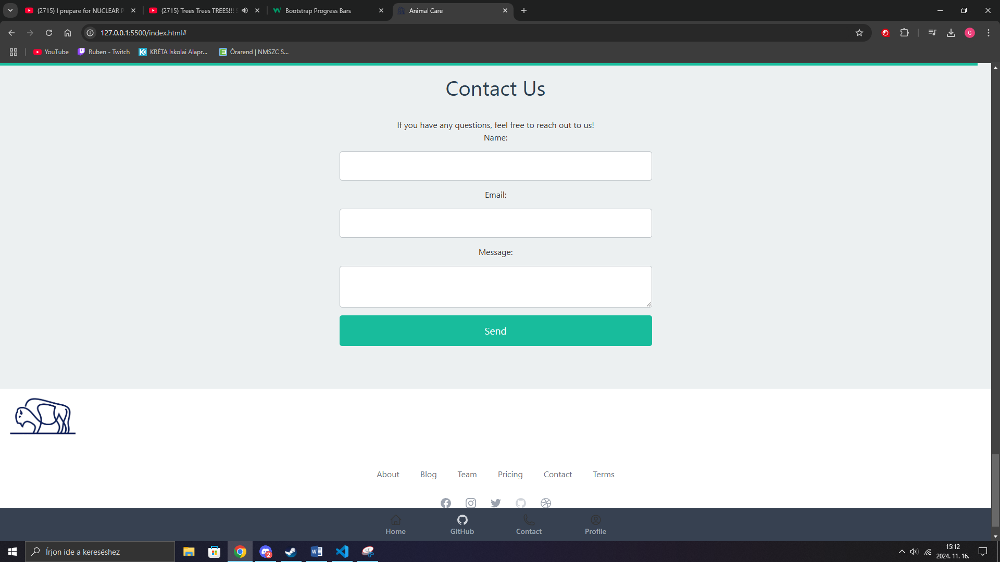 (2715) I prepare for NUCLEAR P
(2715) Trees Trees TREES!!! S
Bootstrap Progress Bars
Animal Care
127.0.0.1:5500/index.html#
G
YouTube
Ruben - Twitch
KRÉTA Iskolai Alapr...
Órarend | NMSZC S...
Contact Us
If you have any questions, feel free to reach out to us!
Name:
Email:
Message:
Send
About Blog Team Pricing Contact Terms
Home GitHub Contact Profile
Írjon ide a kereséshez
2
15:12
2024. 11. 16.